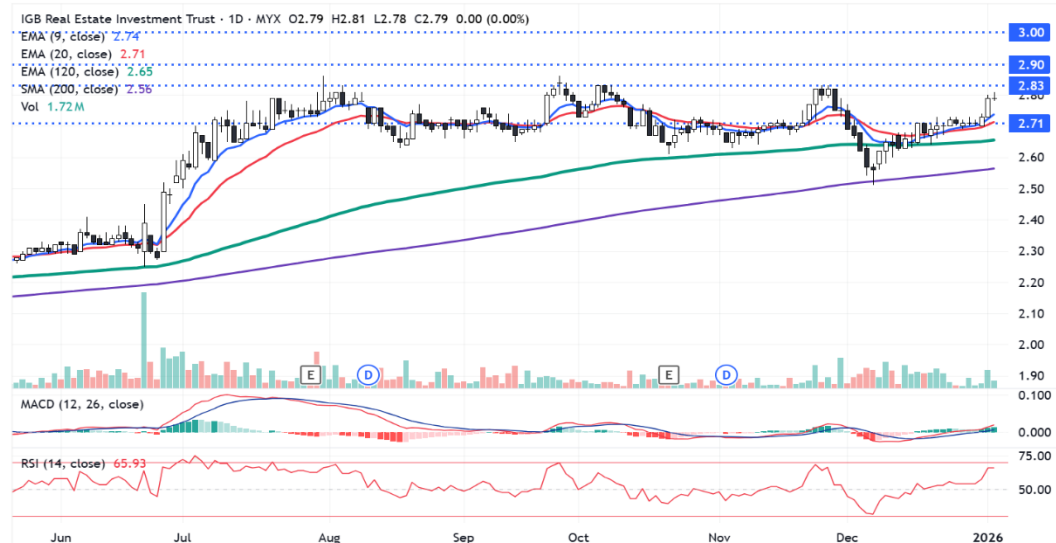 IGB Real Estate Investment Trust · 1D · MYX O2.79 H2.81 L2.78 C2.79 0.00 (0.00%)
EMA (9, close) 2.74
EMA (20, close) 2.71
EMA (120, close) 2.65
SMA (200, close) 2.56
Vol 1.72M
3.00
2.90
2.83
2.80
2.71
2.60
2.50
2.40
2.30
2.20
2.10
2.00
1.90
E
D
E
D
MACD (12, 26, close)
0.100
0.000
RSI (14, close) 65.93
75.00
50.00
Jun Jul Aug Sep Oct Nov Dec 2026